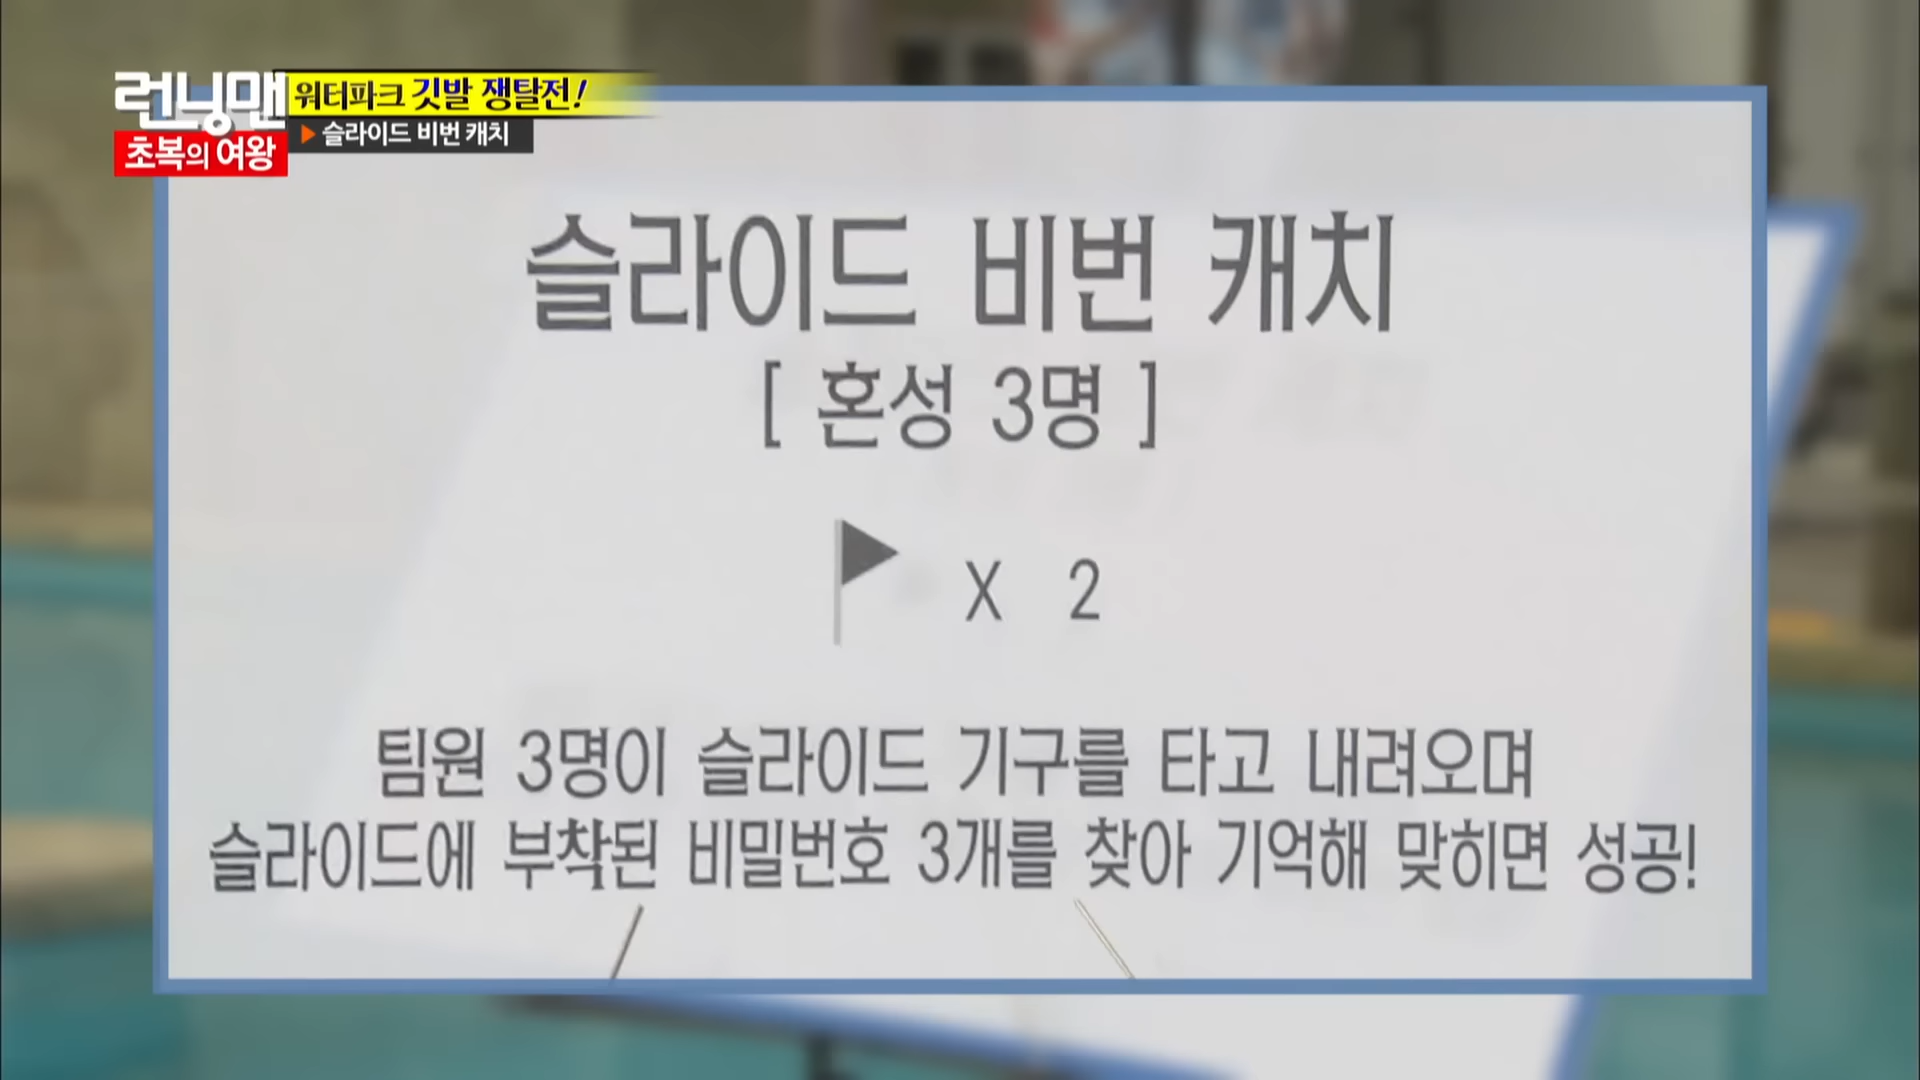 런닝맨
초복의 여왕
워터파크 깃발 쟁탈전!
슬라이드 비번 캐치
슬라이드 비번 캐치
[ 혼성 3명 ]
X 2
팀원 3명이 슬라이드 기구를 타고 내려오며
슬라이드에 부착된 비밀번호 3개를 찾아 기억해 맞히면 성공!